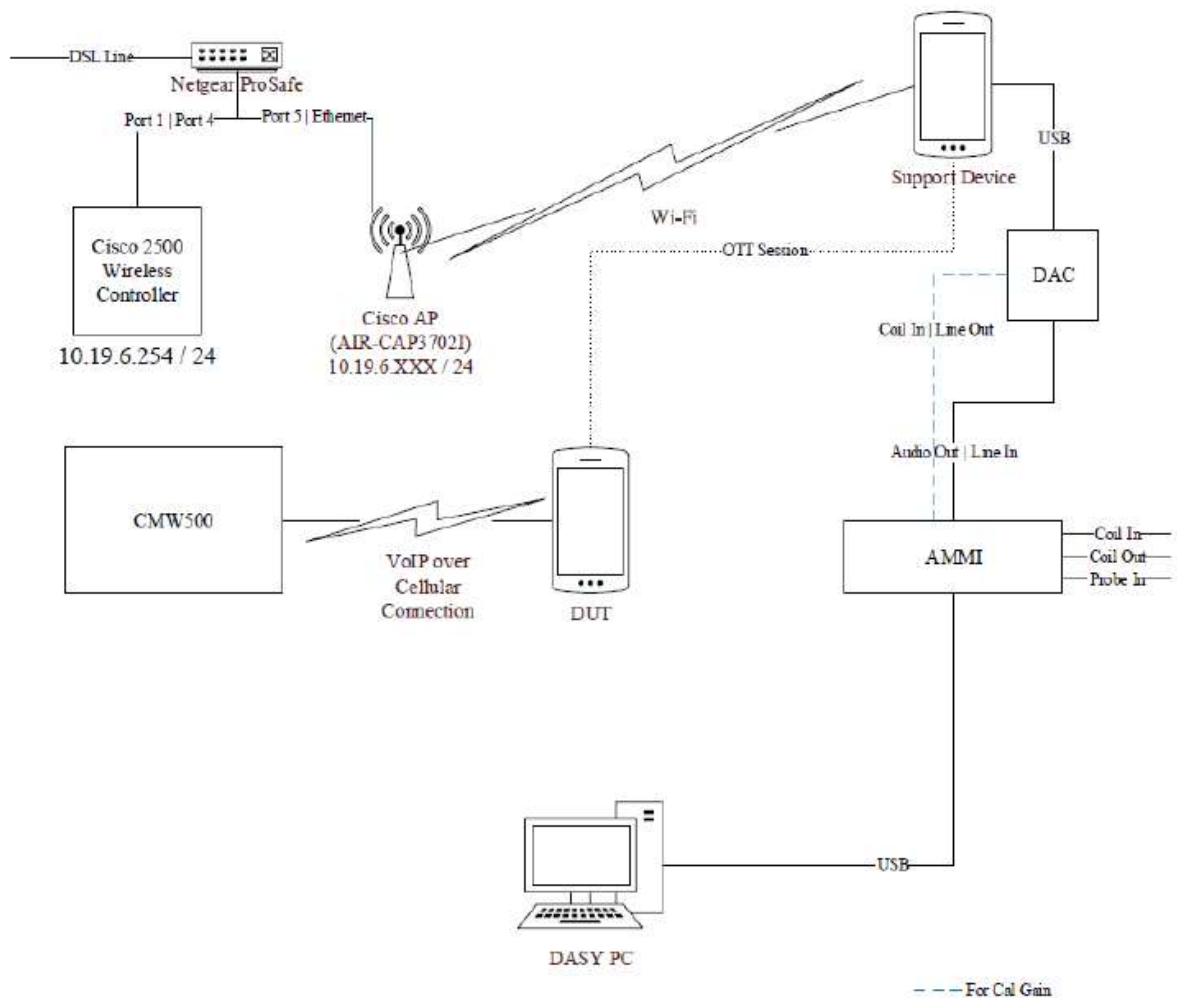 DSL Line
Netgear ProSafe
Port 1 | Port 4
Port 5 | Ethernet
Cisco 2500
Wireless
Controller
10.19.6.254 / 24
Cisco AP
(AIR-CAP3702I)
10.19.6.XXX / 24
Wi-Fi
Support Device
USB
OTT Session
DAC
Coil In | Line Out
Audio Out | Line In
CMW500
VoIP over
Cellular
Connection
DUT
AMMI
Coil In
Coil Out
Probe In
USB
DASY PC
For Cal Gain